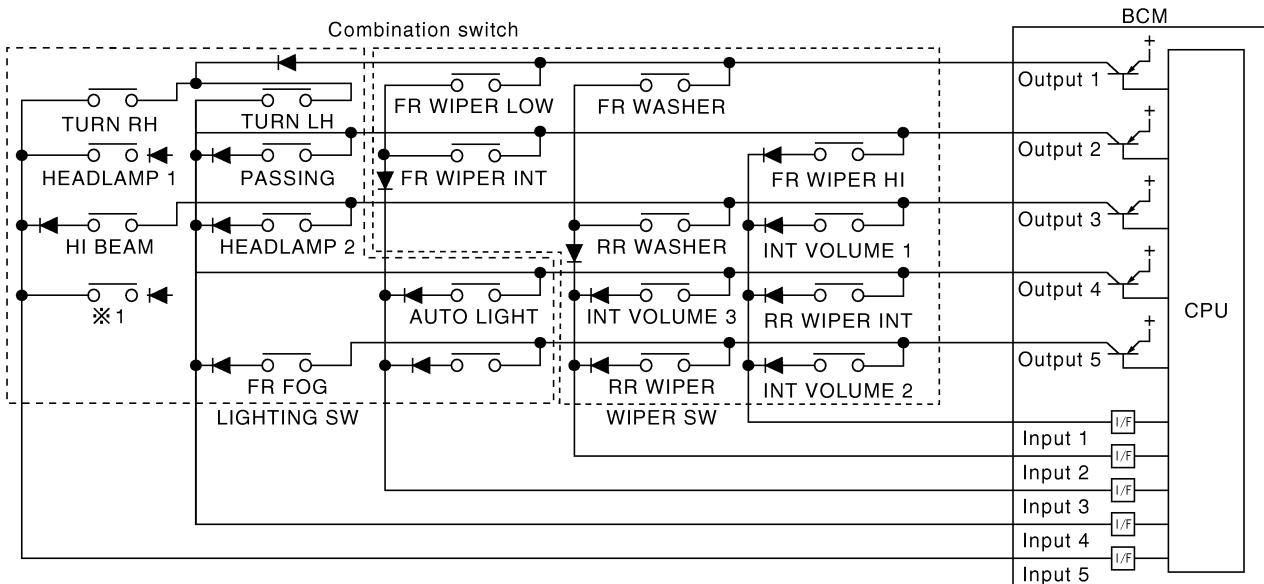 BCM
Combination switch
+
Output 1
TURN RH
TURN LH
FR WIPER LOW
FR WASHER
+
Output 2
HEADLAMP 1
PASSING
FR WIPER INT
FR WIPER HI
+
Output 3
HI BEAM
HEADLAMP 2
RR WASHER
INT VOLUME 1
+
Output 4
※1
AUTO LIGHT
INT VOLUME 3
RR WIPER INT
CPU
+
Output 5
FR FOG
RR WIPER
INT VOLUME 2
LIGHTING SW
WIPER SW
I/F
Input 1
I/F
Input 2
I/F
Input 3
I/F
Input 4
I/F
Input 5